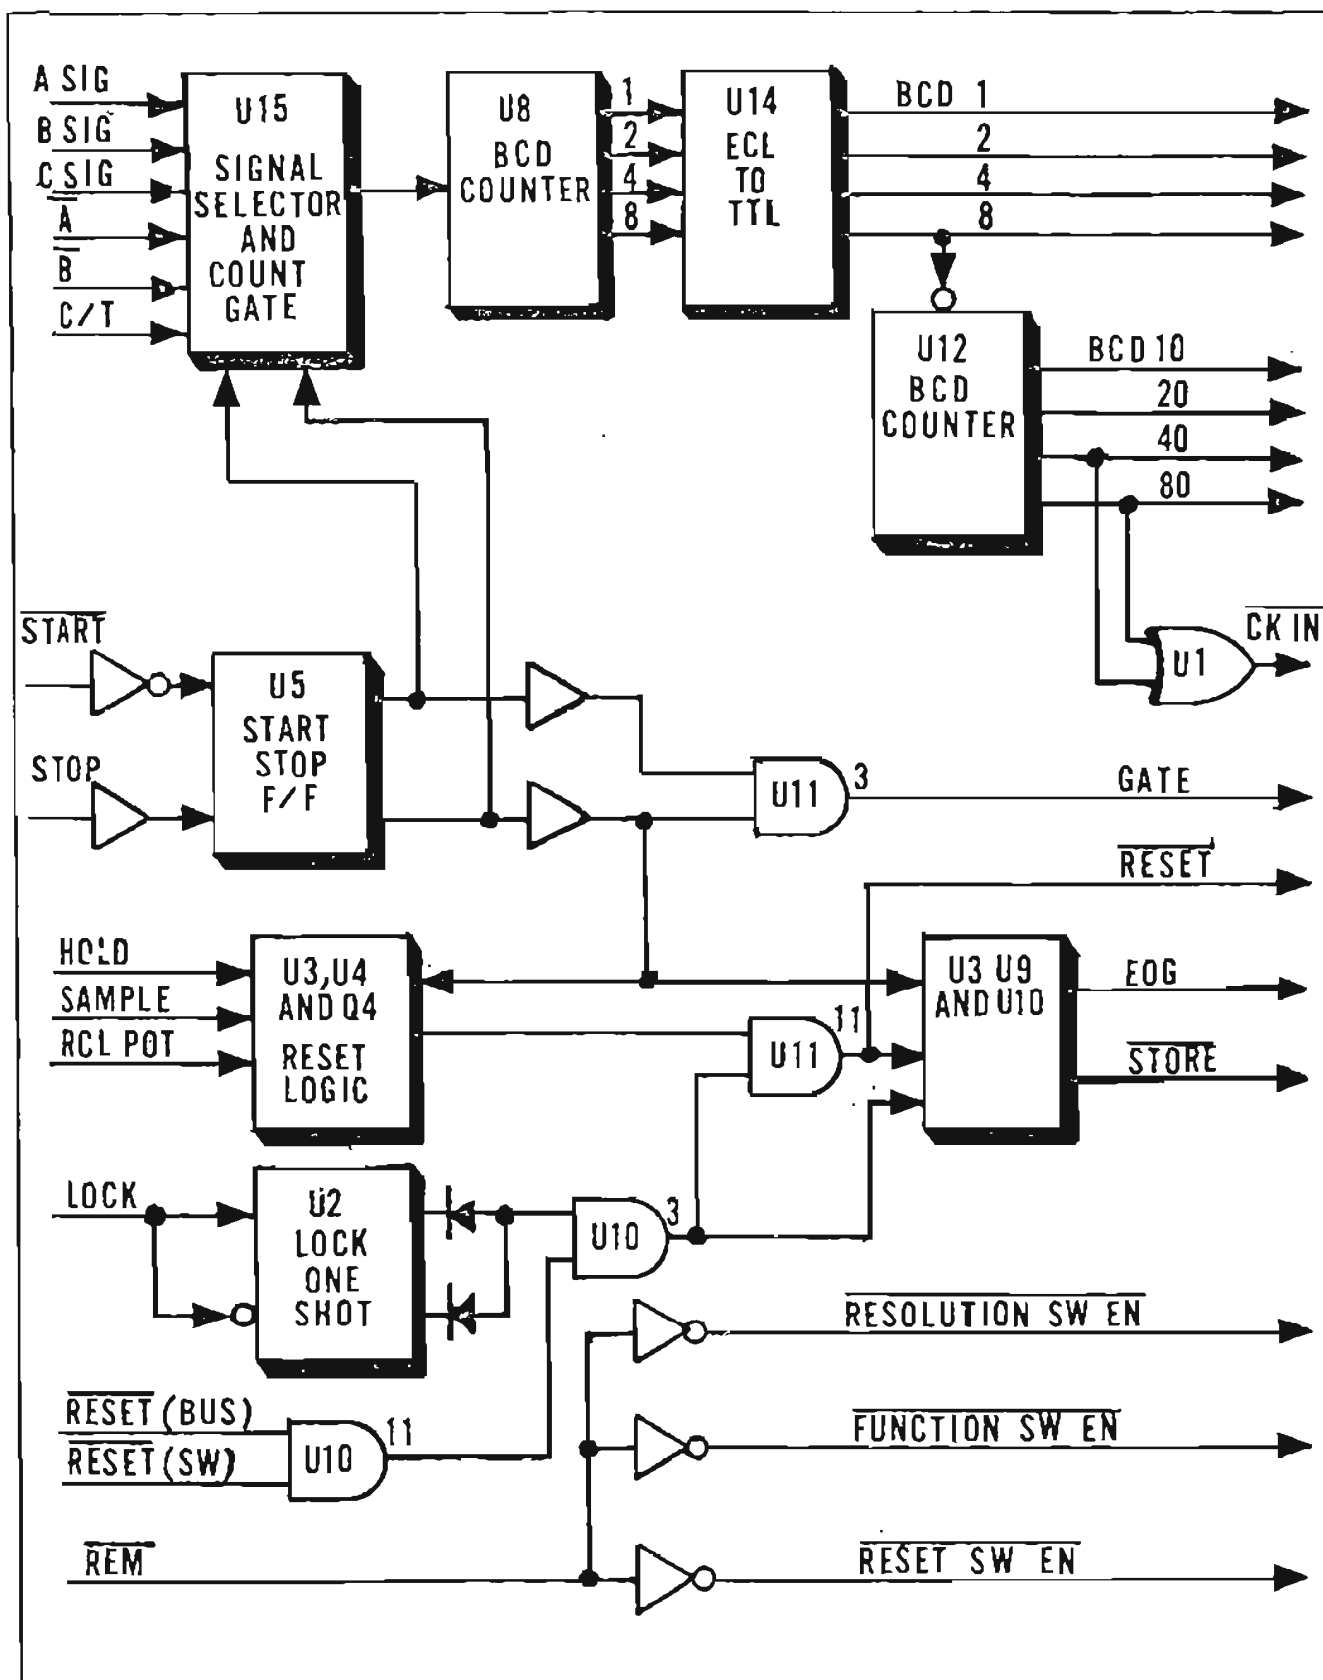 A SIG
B SIG
C SIG
A
B
C/T
U15
SIGNAL
SELECTOR
AND
COUNT
GATE
U8
BCD
COUNTER
1
2
4
8
U14
ECL
TO
TTL
BCD 1
2
4
8
U12
BCD
COUNTER
BCD 10
20
40
80
U1
CK IN
START
STOP
U5
START
STOP
F/F
U11
3
GATE
RESET
HOLD
SAMPLE
RCL POT
U3, U4
AND Q4
RESET
LOGIC
U11
11
U3 U9
AND U10
EOG
STORE
LOCK
U2
LOCK
ONE
SHOT
U10
3
RESOLUTION SW EN
RESET (BUS)
RESET (SW)
U10
11
FUNCTION SW EN
REM
RESET SW EN